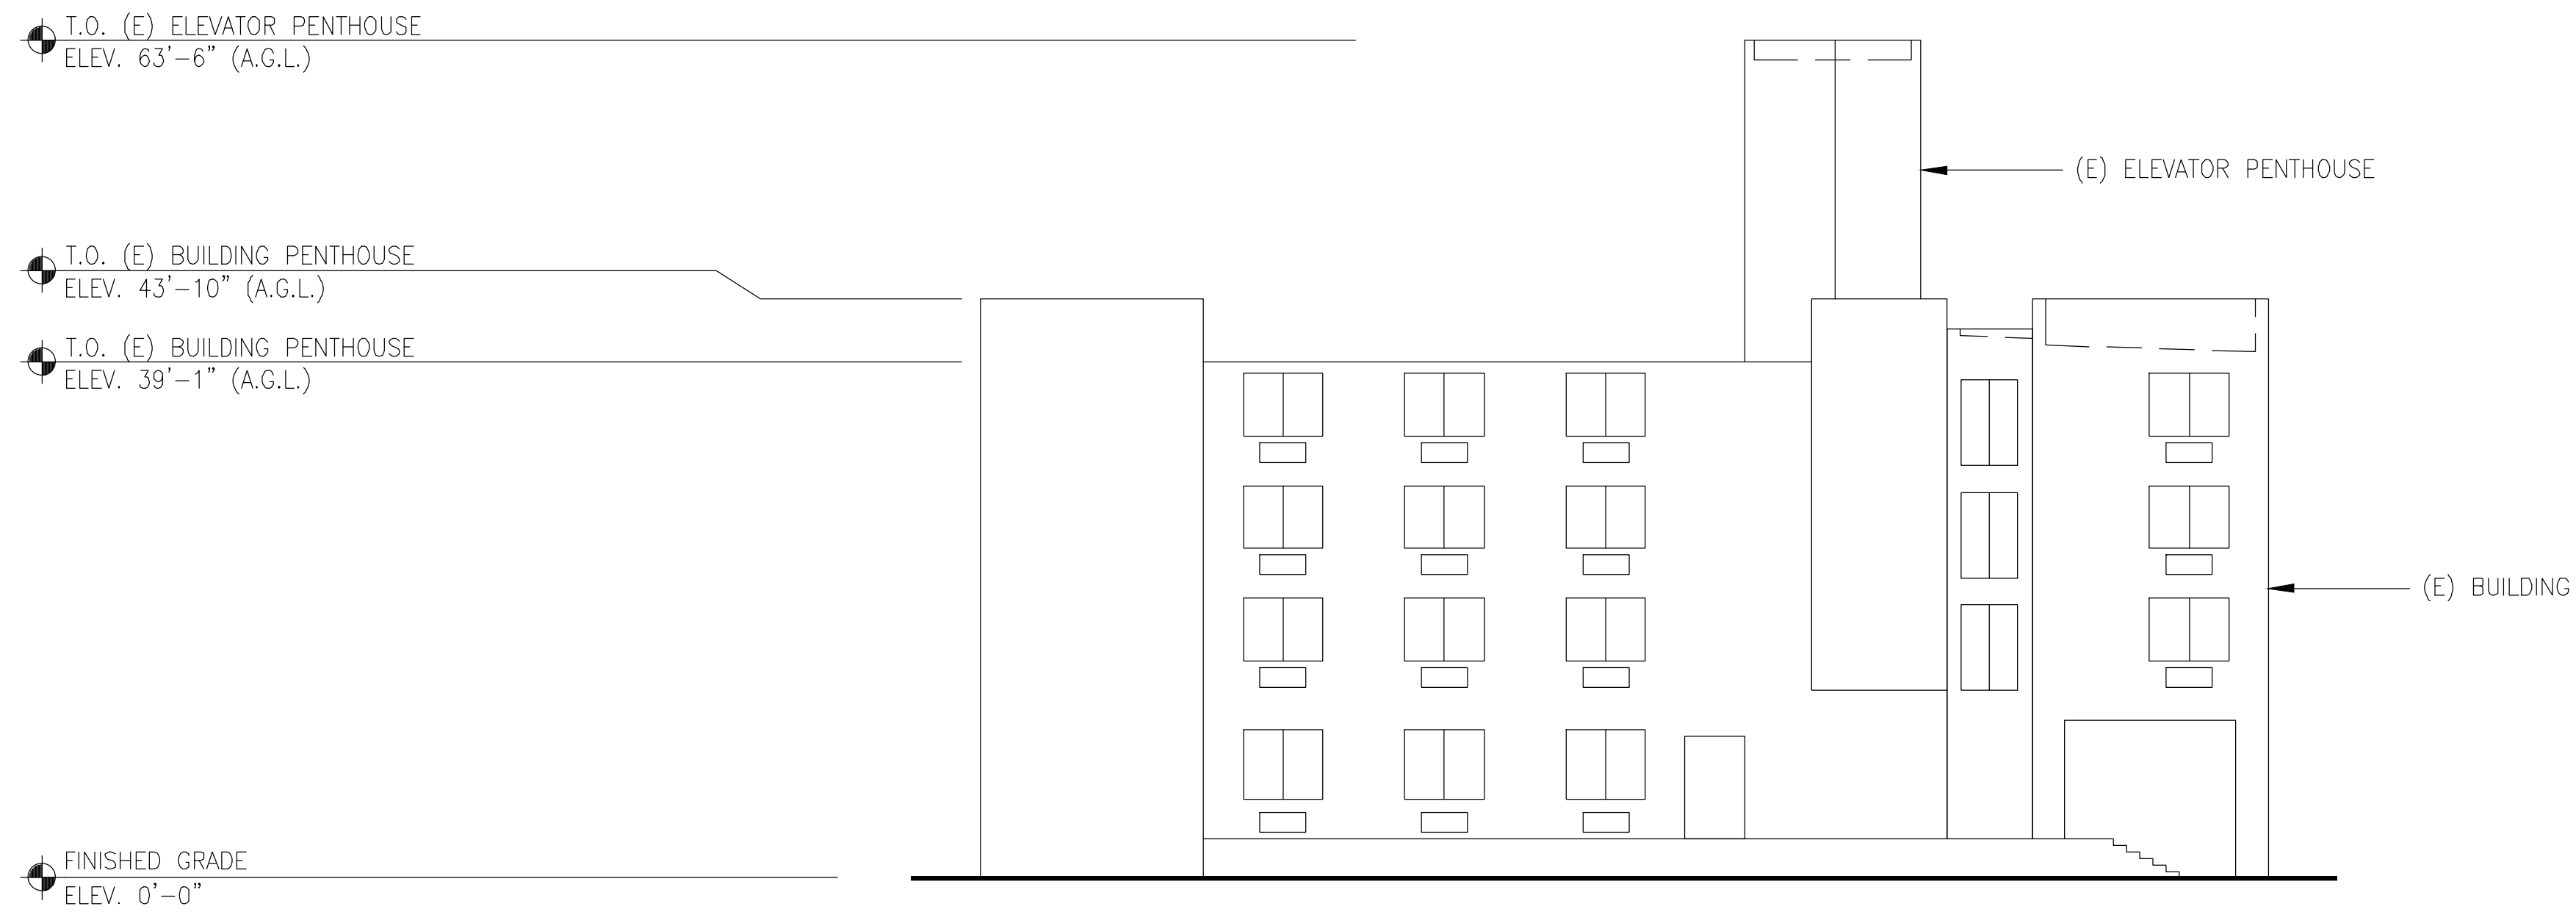 T.O. (E) ELEVATOR PENTHOUSE
ELEV. 63'-6" (A.G.L.)
(E) ELEVATOR PENTHOUSE
T.O. (E) BUILDING PENTHOUSE
ELEV. 43'-10" (A.G.L.)
T.O. (E) BUILDING PENTHOUSE
ELEV. 39'-1" (A.G.L.)
(E) BUILDING
FINISHED GRADE
ELEV. 0'-0"